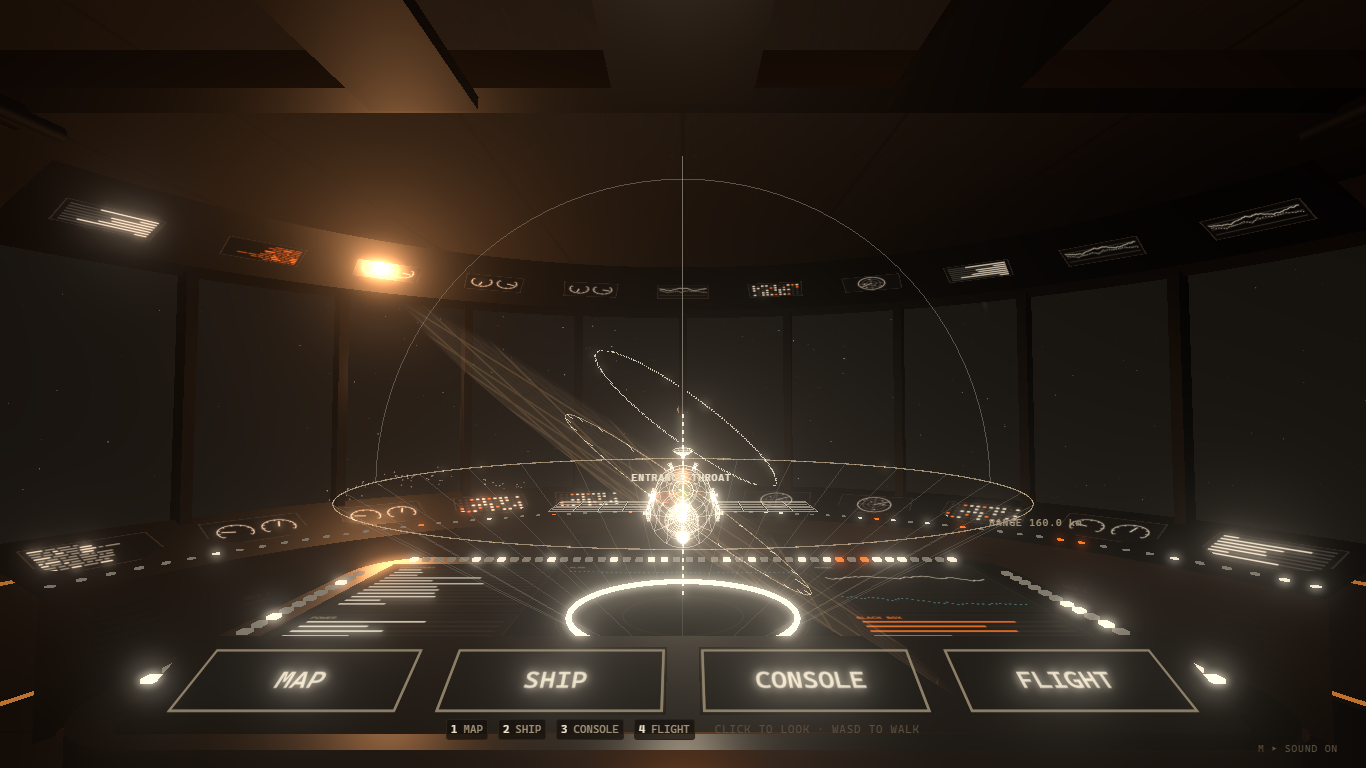 ENTRANCE THROAT
RANGE 160.0 km
MAP
SHIP
CONSOLE
FLIGHT
1 MAP 2 SHIP 3 CONSOLE 4 FLIGHT CLICK TO LOOK · WASD TO WALK
M ▸ SOUND ON